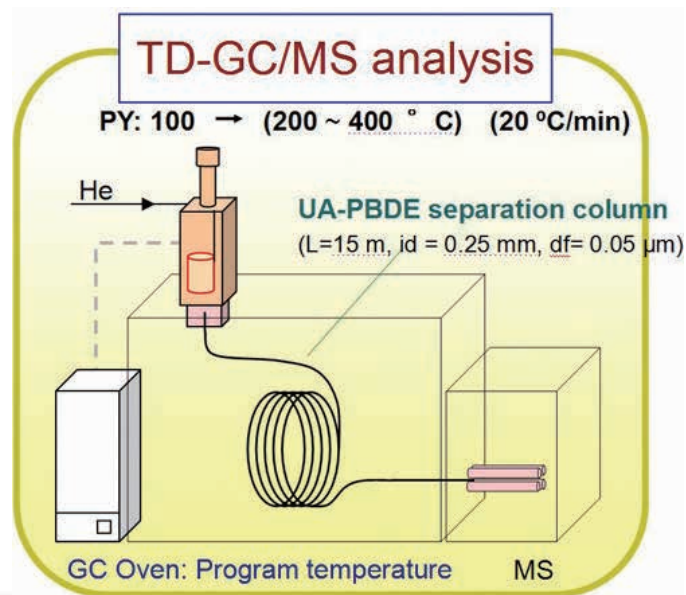 TD-GC/MS analysis
PY: 100 → (200 ~ 400 ° C) (20 ºC/min)
He
UA-PBDE separation column
(L=15 m, id = 0.25 mm, df= 0.05 µm)
GC Oven: Program temperature
MS